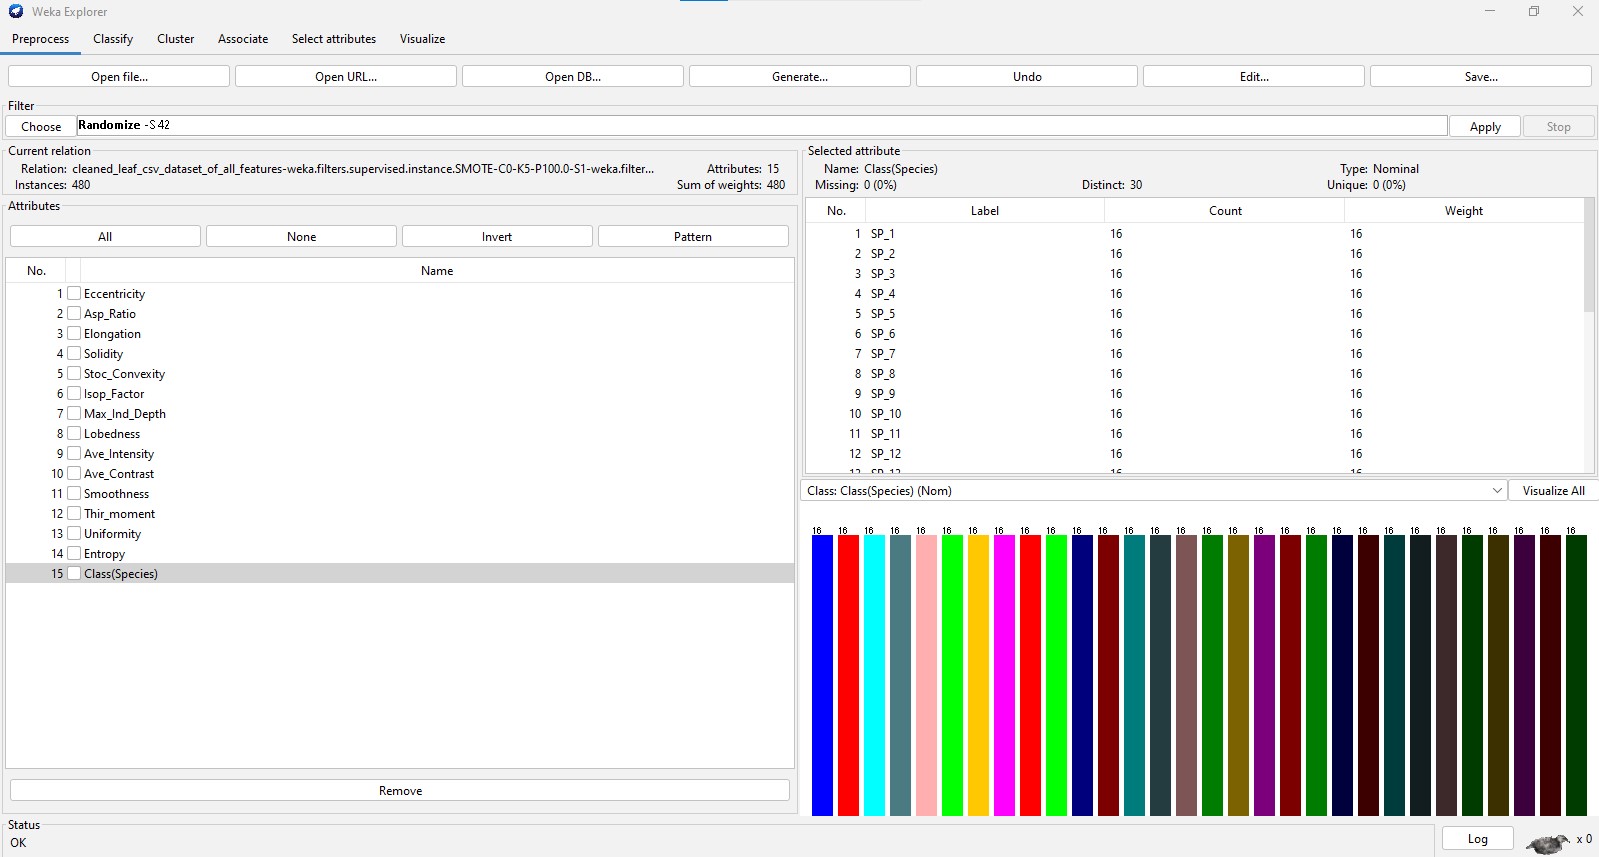 Weka Explorer
Preprocess Classify Cluster Associate Select attributes Visualize
Open file... Open URL... Open DB... Generate... Undo Edit... Save...
Filter
Choose Randomize -S 42 Apply Stop
Current relation
Relation: cleaned_leaf_csv_dataset_of_all_features-weka.filters.supervised.instance.SMOTE-C0-K5-P100.0-S1-weka.filter... Attributes: 15
Instances: 480 Sum of weights: 480
Attributes
All None Invert Pattern
No. Name
1 Eccentricity
2 Asp_Ratio
3 Elongation
4 Solidity
5 Stoc_Convexity
6 Isop_Factor
7 Max_Ind_Depth
8 Lobedness
9 Ave_Intensity
10 Ave_Contrast
11 Smoothness
12 Thir_moment
13 Uniformity
14 Entropy
15 Class(Species)
Remove
Selected attribute
Name: Class(Species) Type: Nominal
Missing: 0 (0%) Distinct: 30 Unique: 0 (0%)
No. Label Count Weight
1 SP_1 16 16
2 SP_2 16 16
3 SP_3 16 16
4 SP_4 16 16
5 SP_5 16 16
6 SP_6 16 16
7 SP_7 16 16
8 SP_8 16 16
9 SP_9 16 16
10 SP_10 16 16
11 SP_11 16 16
12 SP_12 16 16
13 SP_13 16 16
Class: Class(Species) (Nom) Visualize All
16 16 16 16 16 16 16 16 16 16 16 16 16 16 16 16 16 16 16 16 16 16 16 16 16 16 16 16 16 16
Status
OK
Log x 0